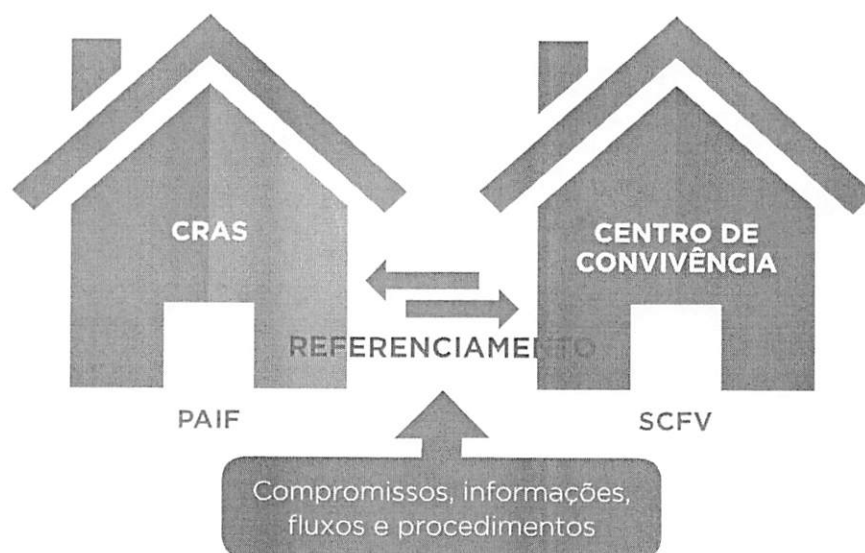 CRAS
CENTRO DE
CONVIVÊNCIA
REFERENCIAMENTO
PAIF
SCFV
Compromissos, informações,
fluxos e procedimentos